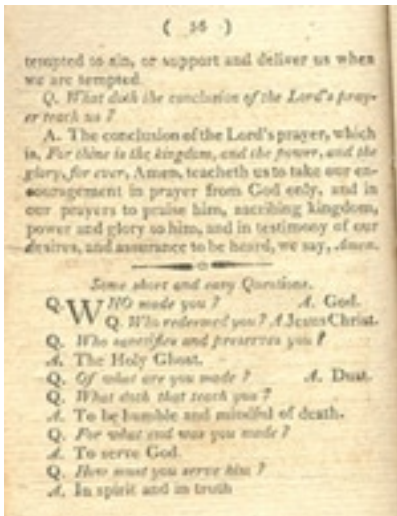 ( 56 )
tempted to sin, or support and deliver us when
we are tempted.
Q. What doth the conclusion of the Lord's pray-
er teach us ?
A. The conclusion of the Lord's prayer, which
is, For thine is the kingdom, and the power, and the
glory, for ever, Amen, teacheth us to take our en-
couragement in prayer from God only, and in
our prayers to praise him, ascribing kingdom,
power and glory to him, and in testimony of our
desires, and assurance to be heard, we say, Amen.
Some short and easy Questions.
Q. WHO made you ? A. God.
Q. Who redeemed you ? A Jesus Christ.
Q. Who sanctifies and preserves you ?
A. The Holy Ghost.
Q. Of what are you made ? A. Dust.
Q. What doth that teach you ?
A. To be humble and mindful of death.
Q. For what end was you made ?
A. To serve God.
Q. How must you serve him ?
A. In spirit and in truth